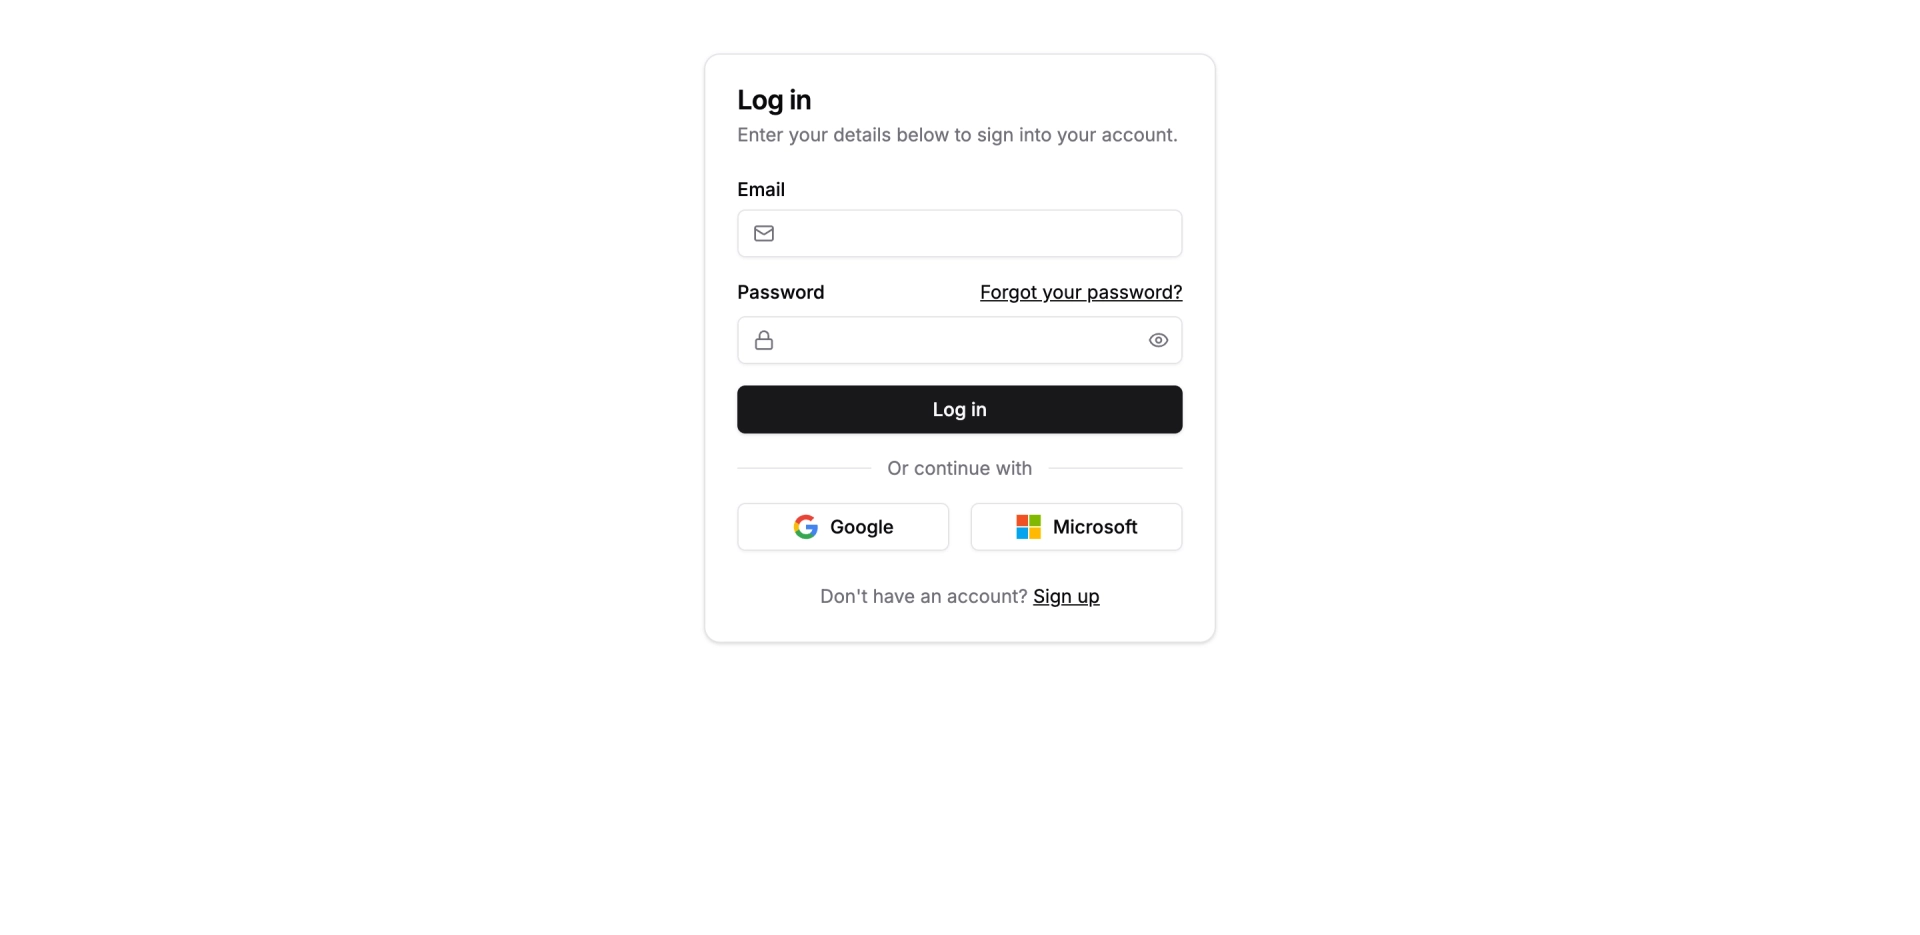 Log in
Enter your details below to sign into your account.
Email
Password
Forgot your password?
Log in
Or continue with
Google
Microsoft
Don't have an account? Sign up